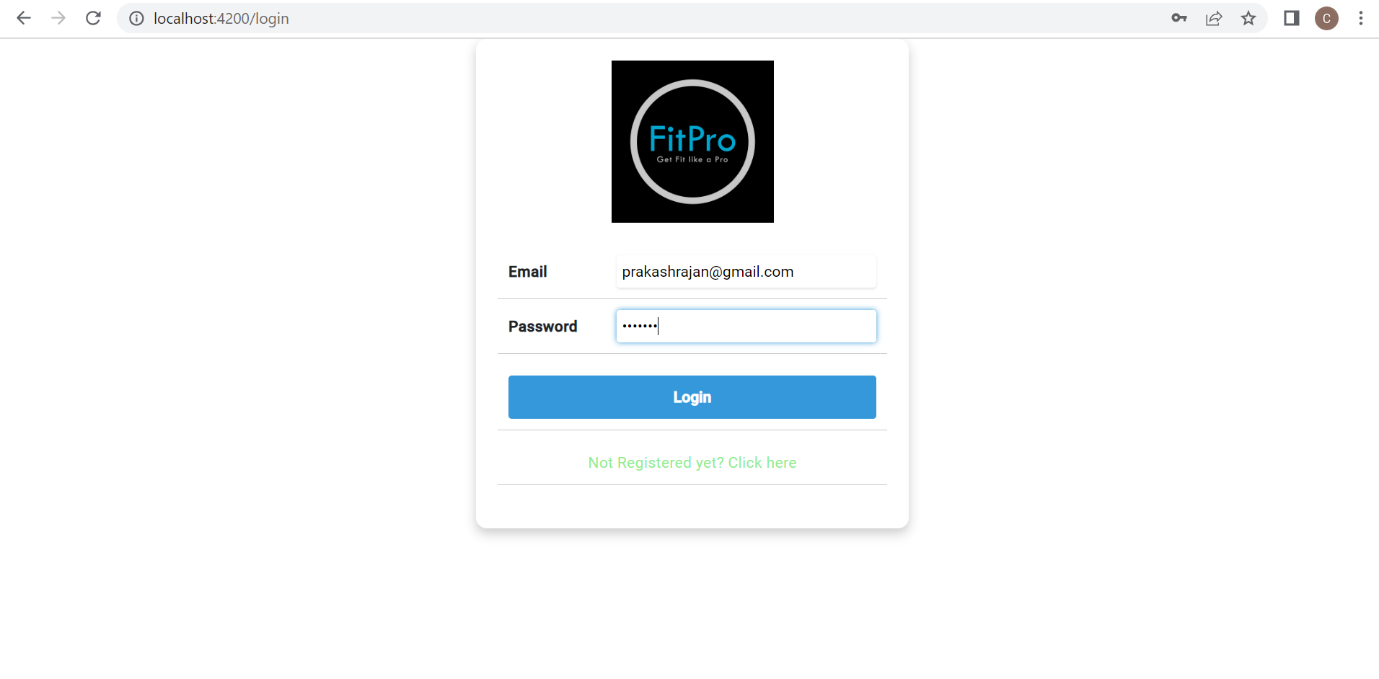 localhost:4200/login
C
FitPro
Get Fit like a Pro
Email
prakashrajan@gmail.com
Password
•••••••
Login
Not Registered yet? Click here